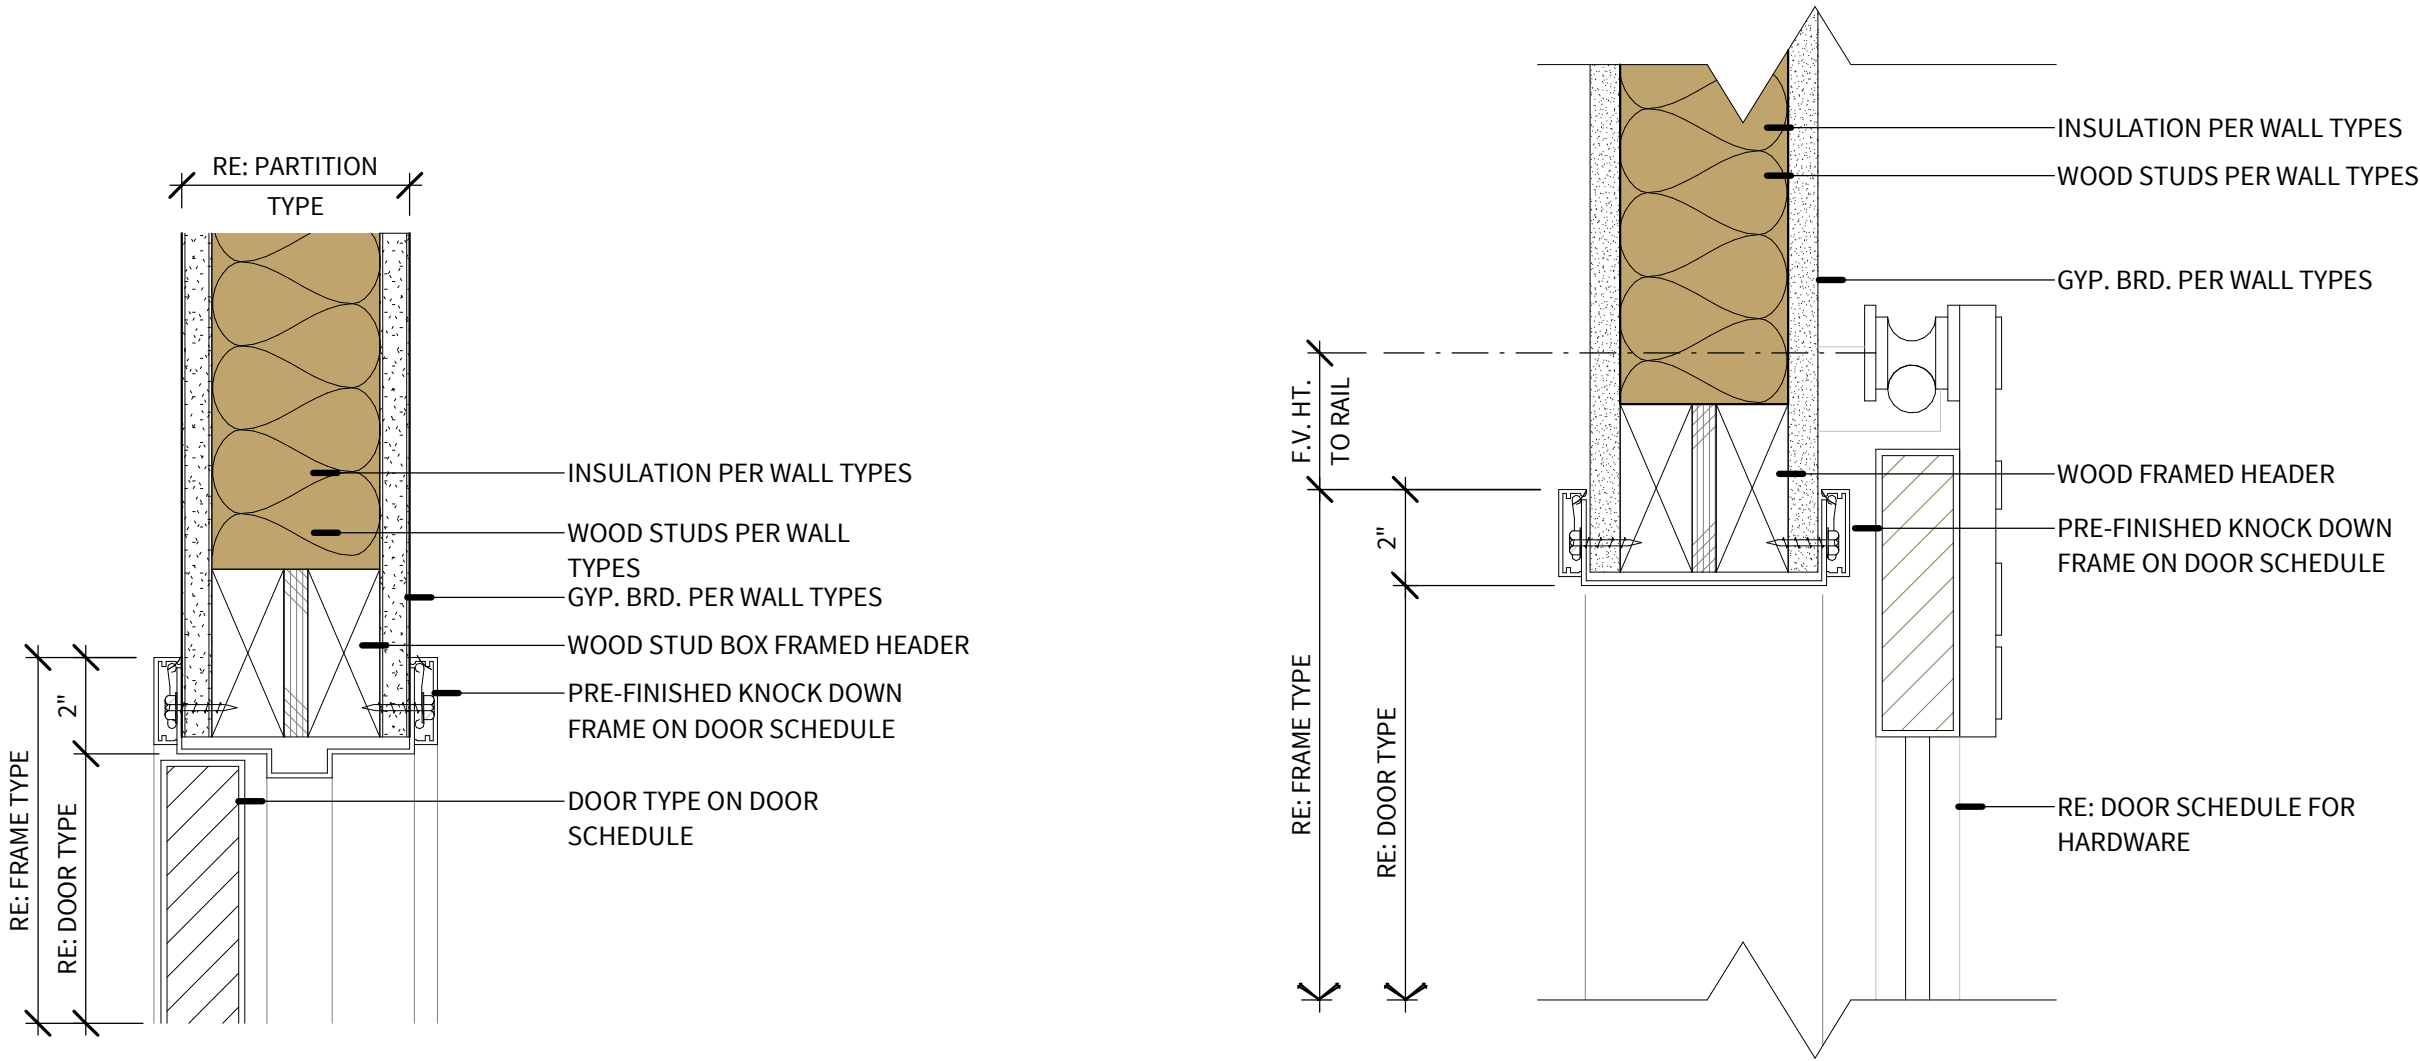 RE: PARTITION
TYPE
INSULATION PER WALL TYPES
WOOD STUDS PER WALL
TYPES
GYP. BRD. PER WALL TYPES
WOOD STUD BOX FRAMED HEADER
PRE-FINISHED KNOCK DOWN
FRAME ON DOOR SCHEDULE
DOOR TYPE ON DOOR
SCHEDULE
2"
RE: FRAME TYPE
RE: DOOR TYPE
INSULATION PER WALL TYPES
WOOD STUDS PER WALL TYPES
GYP. BRD. PER WALL TYPES
F.V. HT.
TO RAIL
WOOD FRAMED HEADER
PRE-FINISHED KNOCK DOWN
FRAME ON DOOR SCHEDULE
2"
RE: FRAME TYPE
RE: DOOR TYPE
RE: DOOR SCHEDULE FOR
HARDWARE